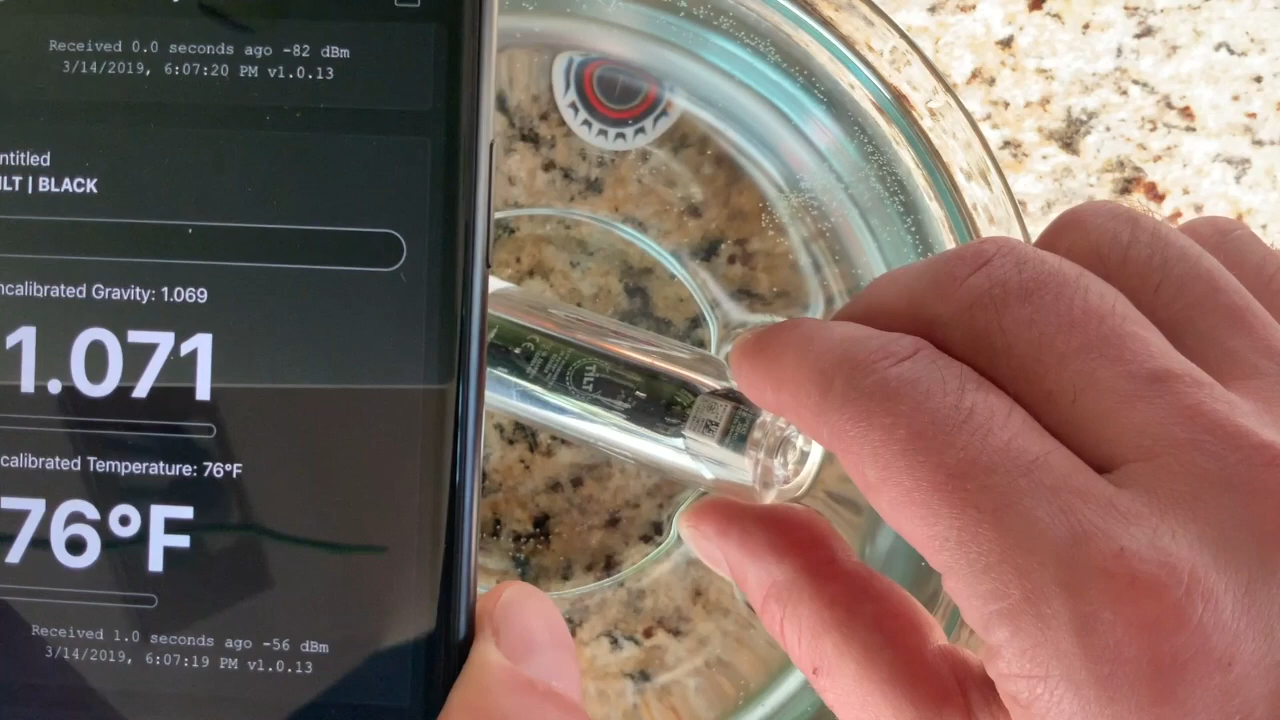 Received 0.0 seconds ago -82 dBm
3/14/2019, 6:07:20 PM v1.0.13
ntitled
ILT | BLACK
ncalibrated Gravity: 1.069
1.071
calibrated Temperature: 76°F
76°F
Received 1.0 seconds ago -56 dBm
3/14/2019, 6:07:19 PM v1.0.13
TILT